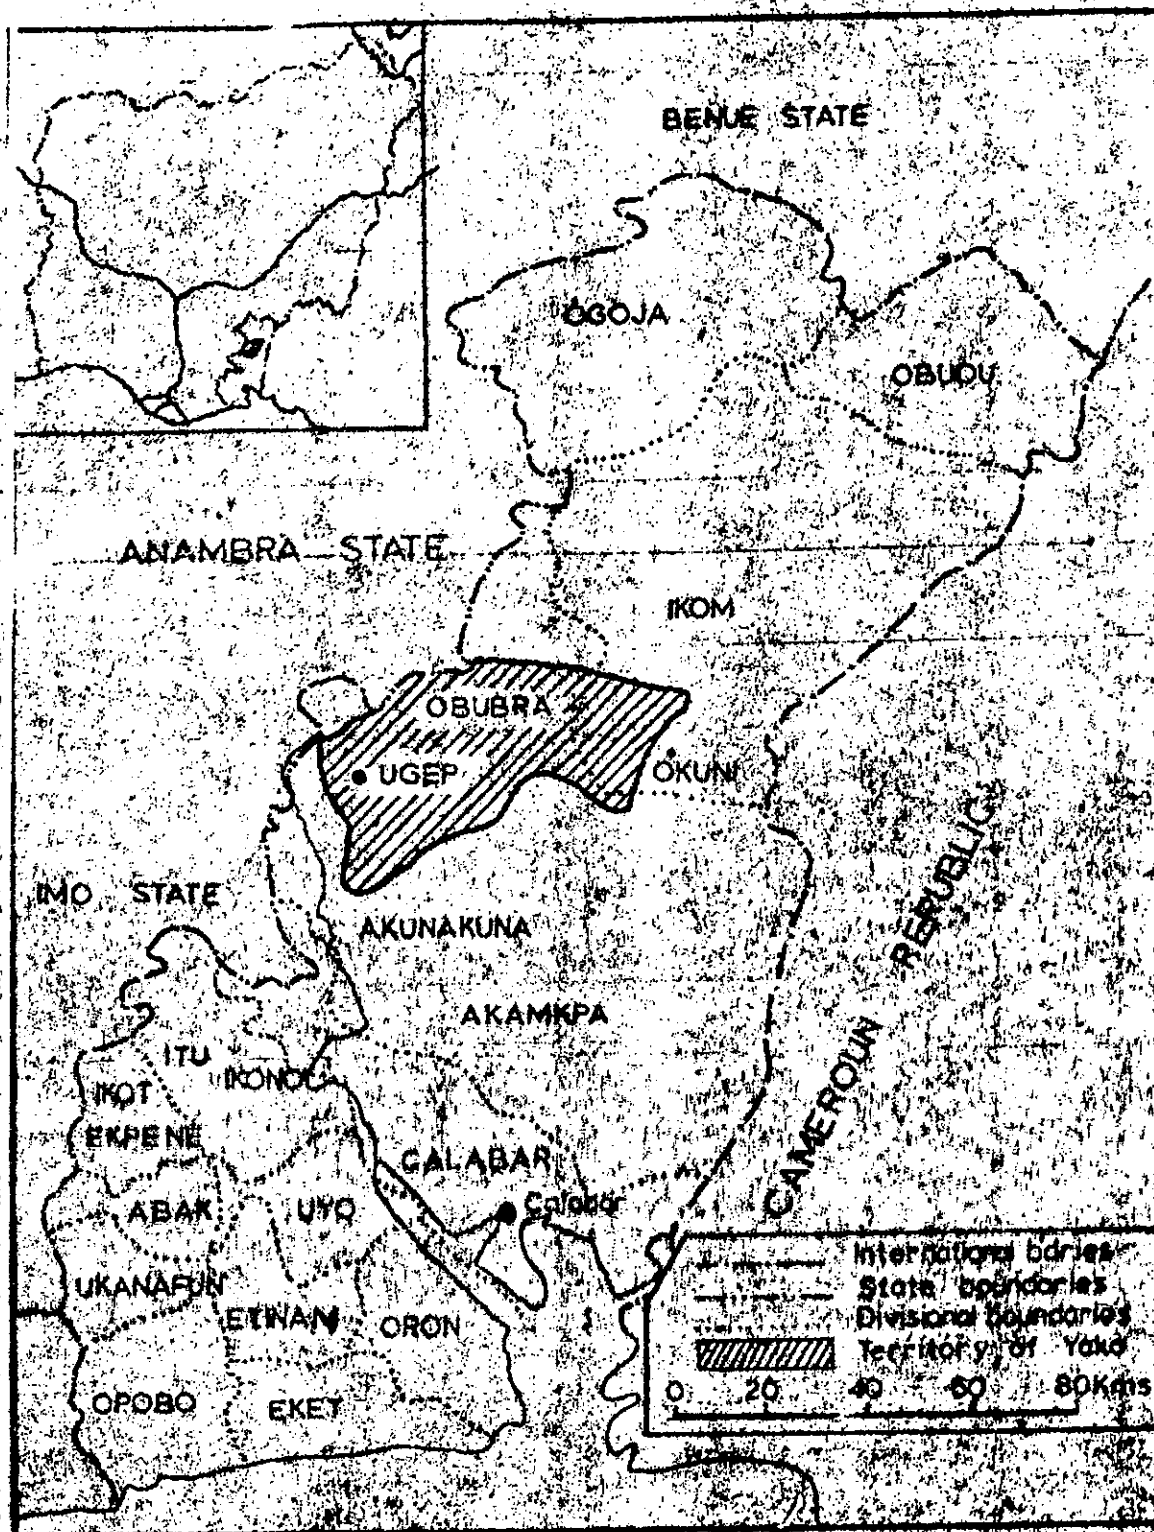 BENUE STATE
OGOJA
OBUDU
ANAMBRA STATE
IKOM
OBUBRA
UGEP
OKUNI
IMO STATE
AKUNAKUNA
CAMEROUN REPUBLIC
AKAMKPA
ITU
IKONO
IKOT
EKPENE
CALABAR
ABAK
UYO
Calabar
UKANAFUN
ETINAM
ORON
OPOBO
EKET
International bdries
State boundaries
Divisional boundaries
Territory of Yako
0 20 40 60 80Kms